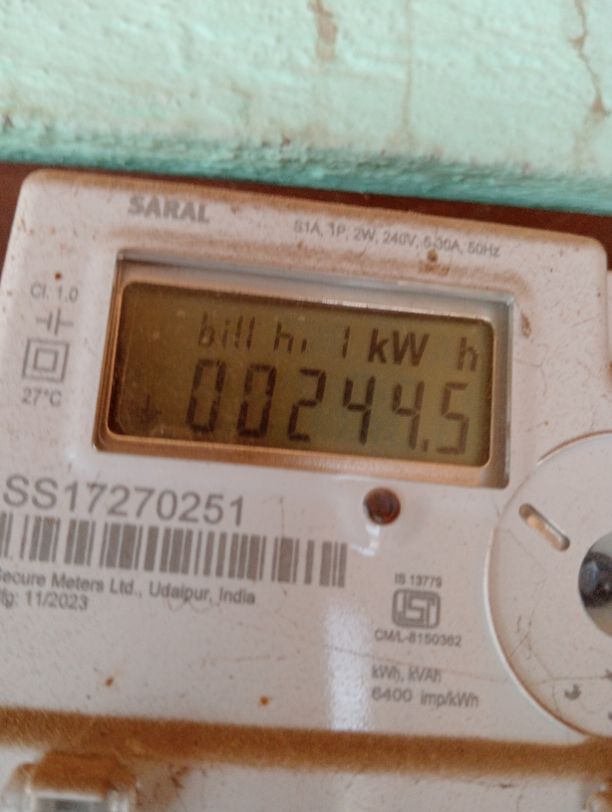 SARAL
S1A, 1P, 2W, 240V, 5-30A, 50Hz
Cl. 1.0
27°C
bill hi 1 kW h
00244.5
SS17270251
Secure Meters Ltd., Udaipur, India
Mfg: 11/2023
IS 13779
CM/L-8150362
kWh, kVAh
6400 imp/kWh